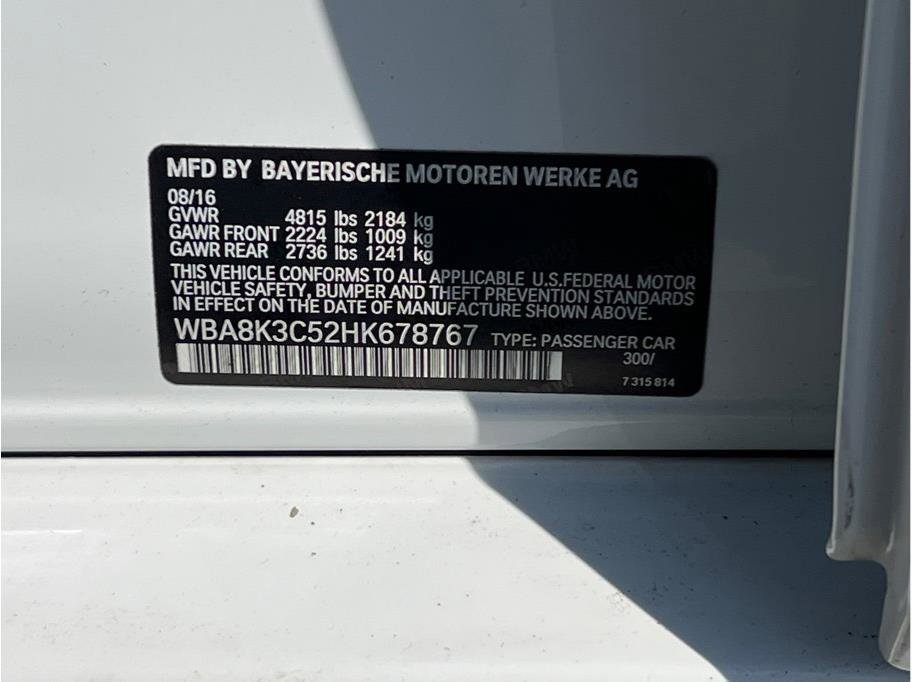 MFD BY BAYERISCHE MOTOREN WERKE AG
08/16
GVWR 4815 lbs 2184 kg
GAWR FRONT 2224 lbs 1009 kg
GAWR REAR 2736 lbs 1241 kg
THIS VEHICLE CONFORMS TO ALL APPLICABLE U.S.FEDERAL MOTOR
VEHICLE SAFETY, BUMPER AND THEFT PREVENTION STANDARDS
IN EFFECT ON THE DATE OF MANUFACTURE SHOWN ABOVE.
WBA8K3C52HK678767 TYPE: PASSENGER CAR
300/
7 315 814